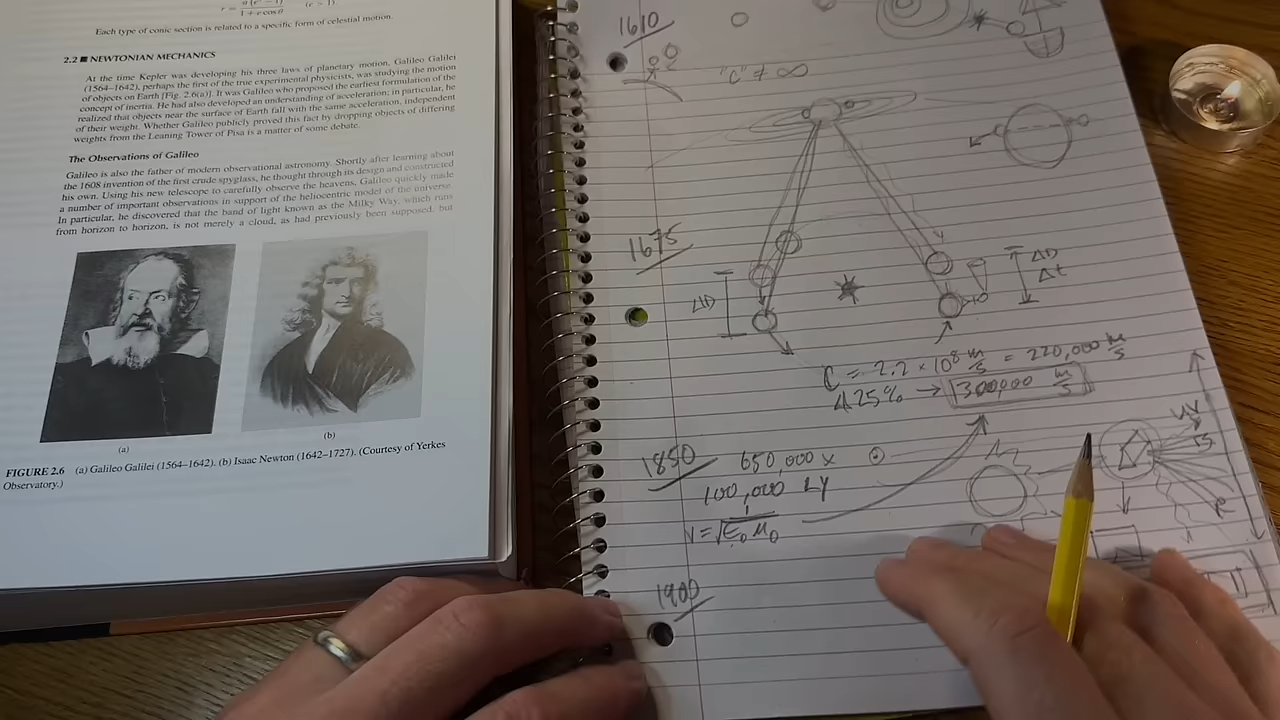 1+e cosθ
Each type of conic section is related to a specific form of celestial motion.
2.2 ■ NEWTONIAN MECHANICS
At the time Kepler was developing his three laws of planetary motion, Galileo Galilei
(1564–1642), perhaps the first of the true experimental physicists, was studying the motion
of objects on Earth [Fig. 2.6(a)]. It was Galileo who proposed the earliest formulation of the
concept of inertia. He had also developed an understanding of acceleration; in particular, he
realized that objects near the surface of Earth fall with the same acceleration, independent
of their weight. Whether Galileo publicly proved this fact by dropping objects of differing
weights from the Leaning Tower of Pisa is a matter of some debate.
The Observations of Galileo
Galileo is also the father of modern observational astronomy. Shortly after learning about
the 1608 invention of the first crude spyglass, he thought through its design and constructed
his own. Using his new telescope to carefully observe the heavens, Galileo quickly made
a number of important observations in support of the heliocentric model of the universe.
In particular, he discovered that the band of light known as the Milky Way, which runs
from horizon to horizon, is not merely a cloud, as had previously been supposed, but
(a)
(b)
FIGURE 2.6 (a) Galileo Galilei (1564–1642). (b) Isaac Newton (1642–1727). (Courtesy of Yerkes
Observatory.)
1610
"C" ≠ ∞
1675
ΔD
ΔD
Δt
C = 2.2 × 10⁸ m/s = 220,000 m/s
25% → 300,000 m/s
1850 650,000 x
100,000 LY
V = 1/√ε₀μ₀
UV
IR
1900